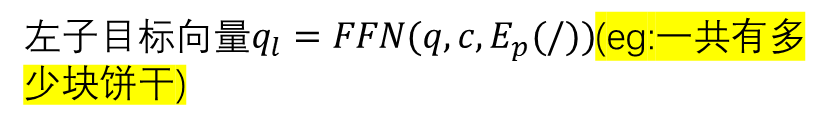 左子目标向量q_l = FFN(q, c, E_p(/))(eg:一共有多
少块饼干)